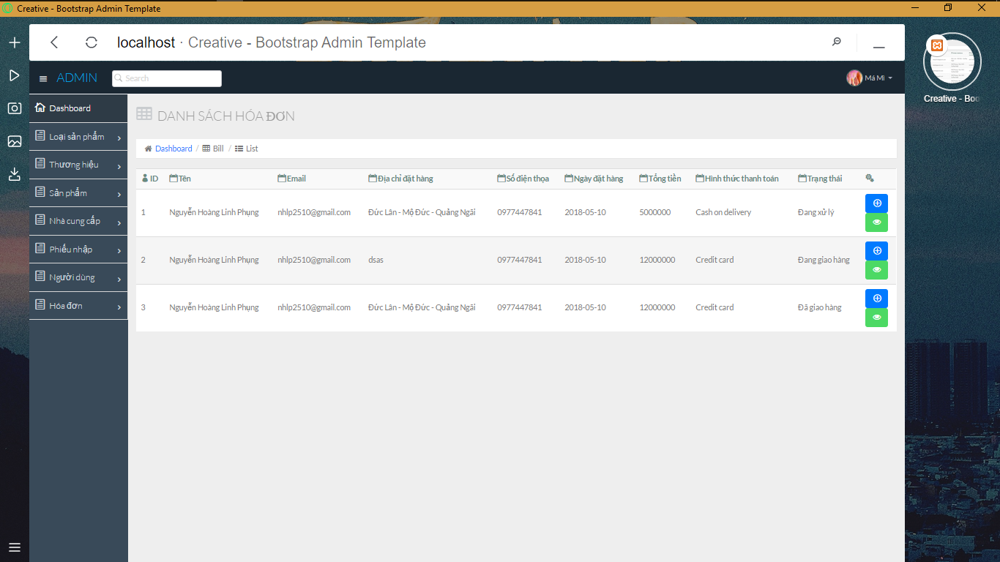 Creative - Bootstrap Admin Template
localhost · Creative - Bootstrap Admin Template
ADMIN Search Má Mì
Creative - Boo
Dashboard
Loại sản phẩm
Thương hiệu
Sản phẩm
Nhà cung cấp
Phiếu nhập
Người dùng
Hóa đơn
DANH SÁCH HÓA ĐƠN
Dashboard / Bill / List
ID Tên Email Địa chỉ đặt hàng Số điện thọa Ngày đặt hàng Tổng tiền Hình thức thanh toán Trạng thái
1 Nguyễn Hoàng Linh Phụng nhlp2510@gmail.com Đức Lân - Mộ Đức - Quảng Ngãi 0977447841 2018-05-10 5000000 Cash on delivery Đang xử lý
2 Nguyễn Hoàng Linh Phụng nhlp2510@gmail.com dsas 0977447841 2018-05-10 12000000 Credit card Đang giao hàng
3 Nguyễn Hoàng Linh Phụng nhlp2510@gmail.com Đức Lân - Mộ Đức - Quảng Ngãi 0977447841 2018-05-10 12000000 Credit card Đã giao hàng